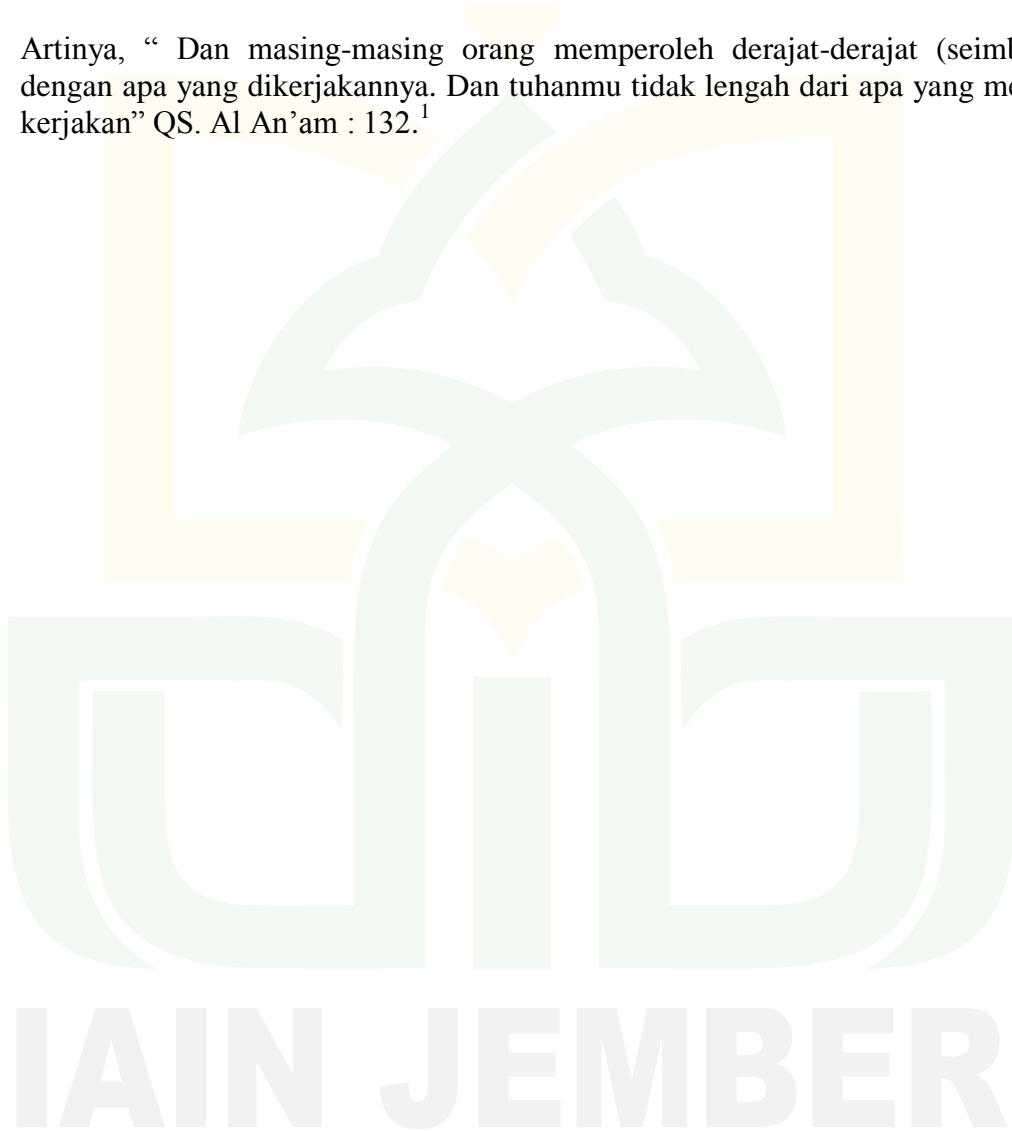 Artinya, “ Dan masing-masing orang memperoleh derajat-derajat (seimb
dengan apa yang dikerjakannya. Dan tuhanmu tidak lengah dari apa yang me
kerjakan” QS. Al An’am : 132.1
IAIN JEMBER